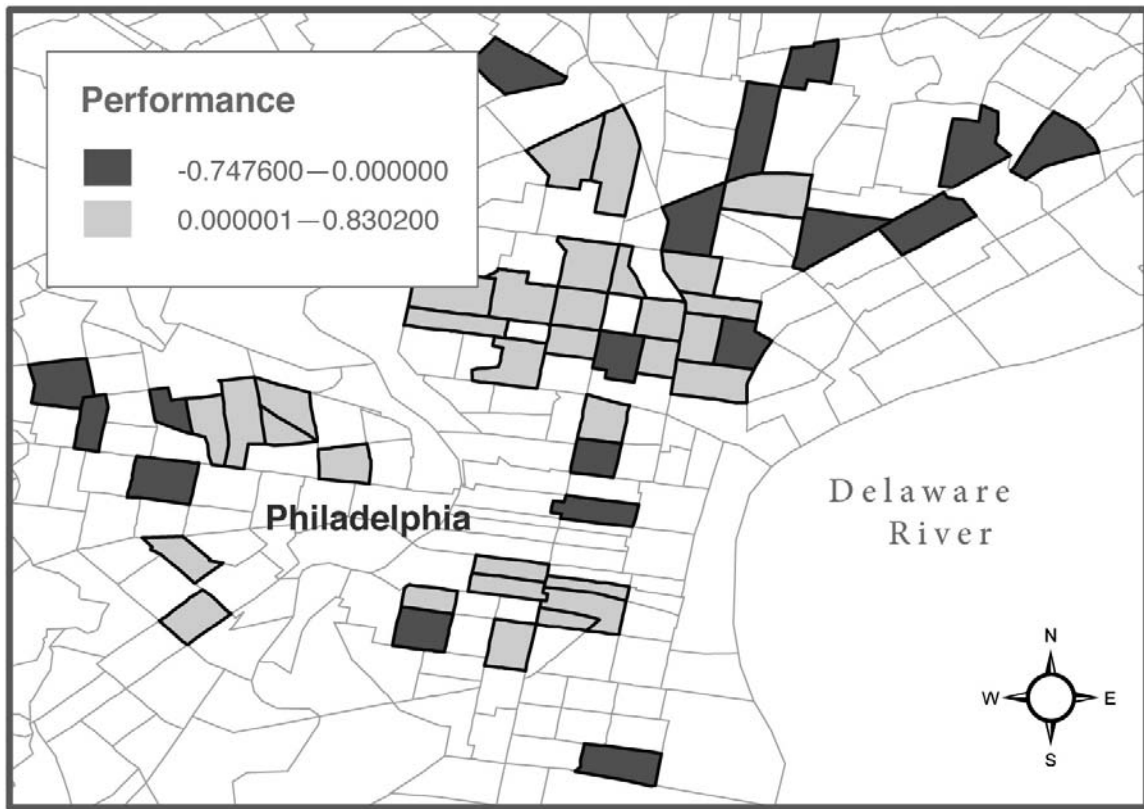 Performance
-0.747600—0.000000
0.000001—0.830200
Philadelphia
Delaware
River
N
W
E
S